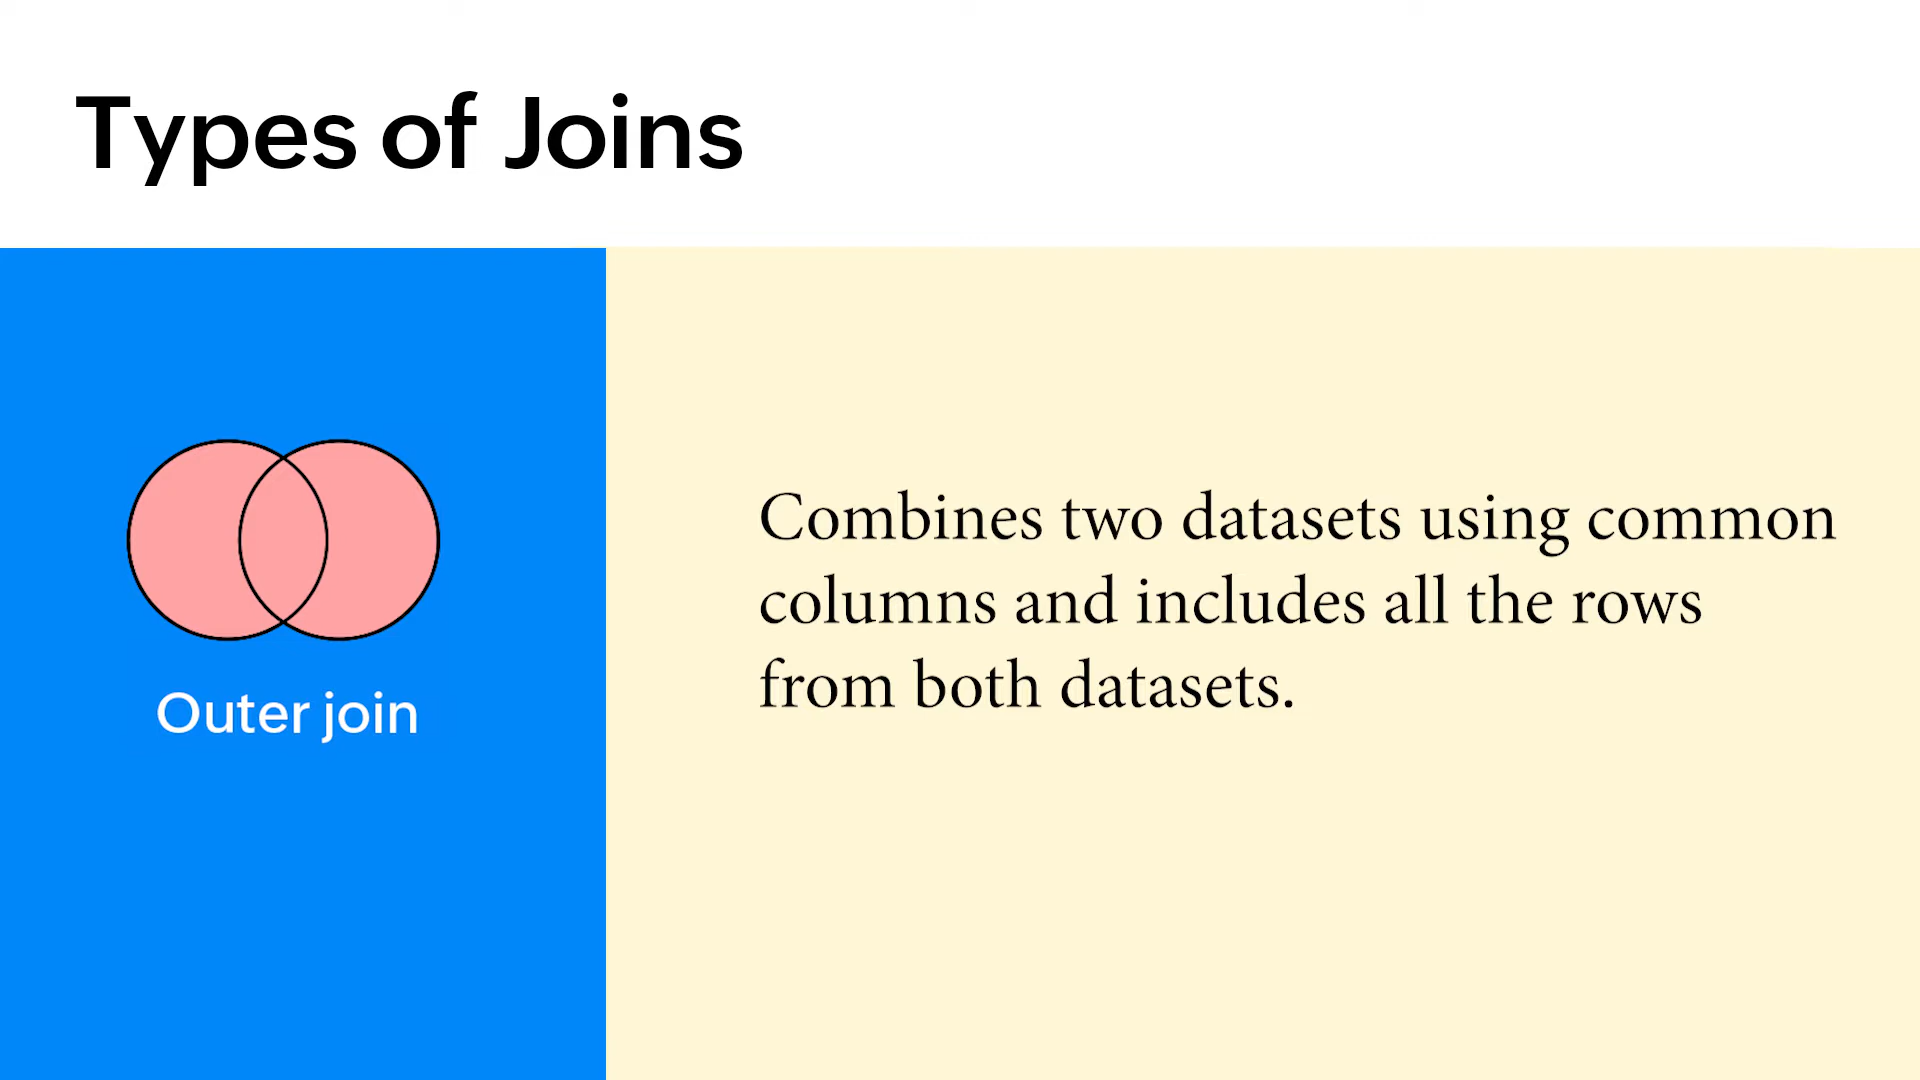 Types of Joins
Outer join
Combines two datasets using common
columns and includes all the rows
from both datasets.